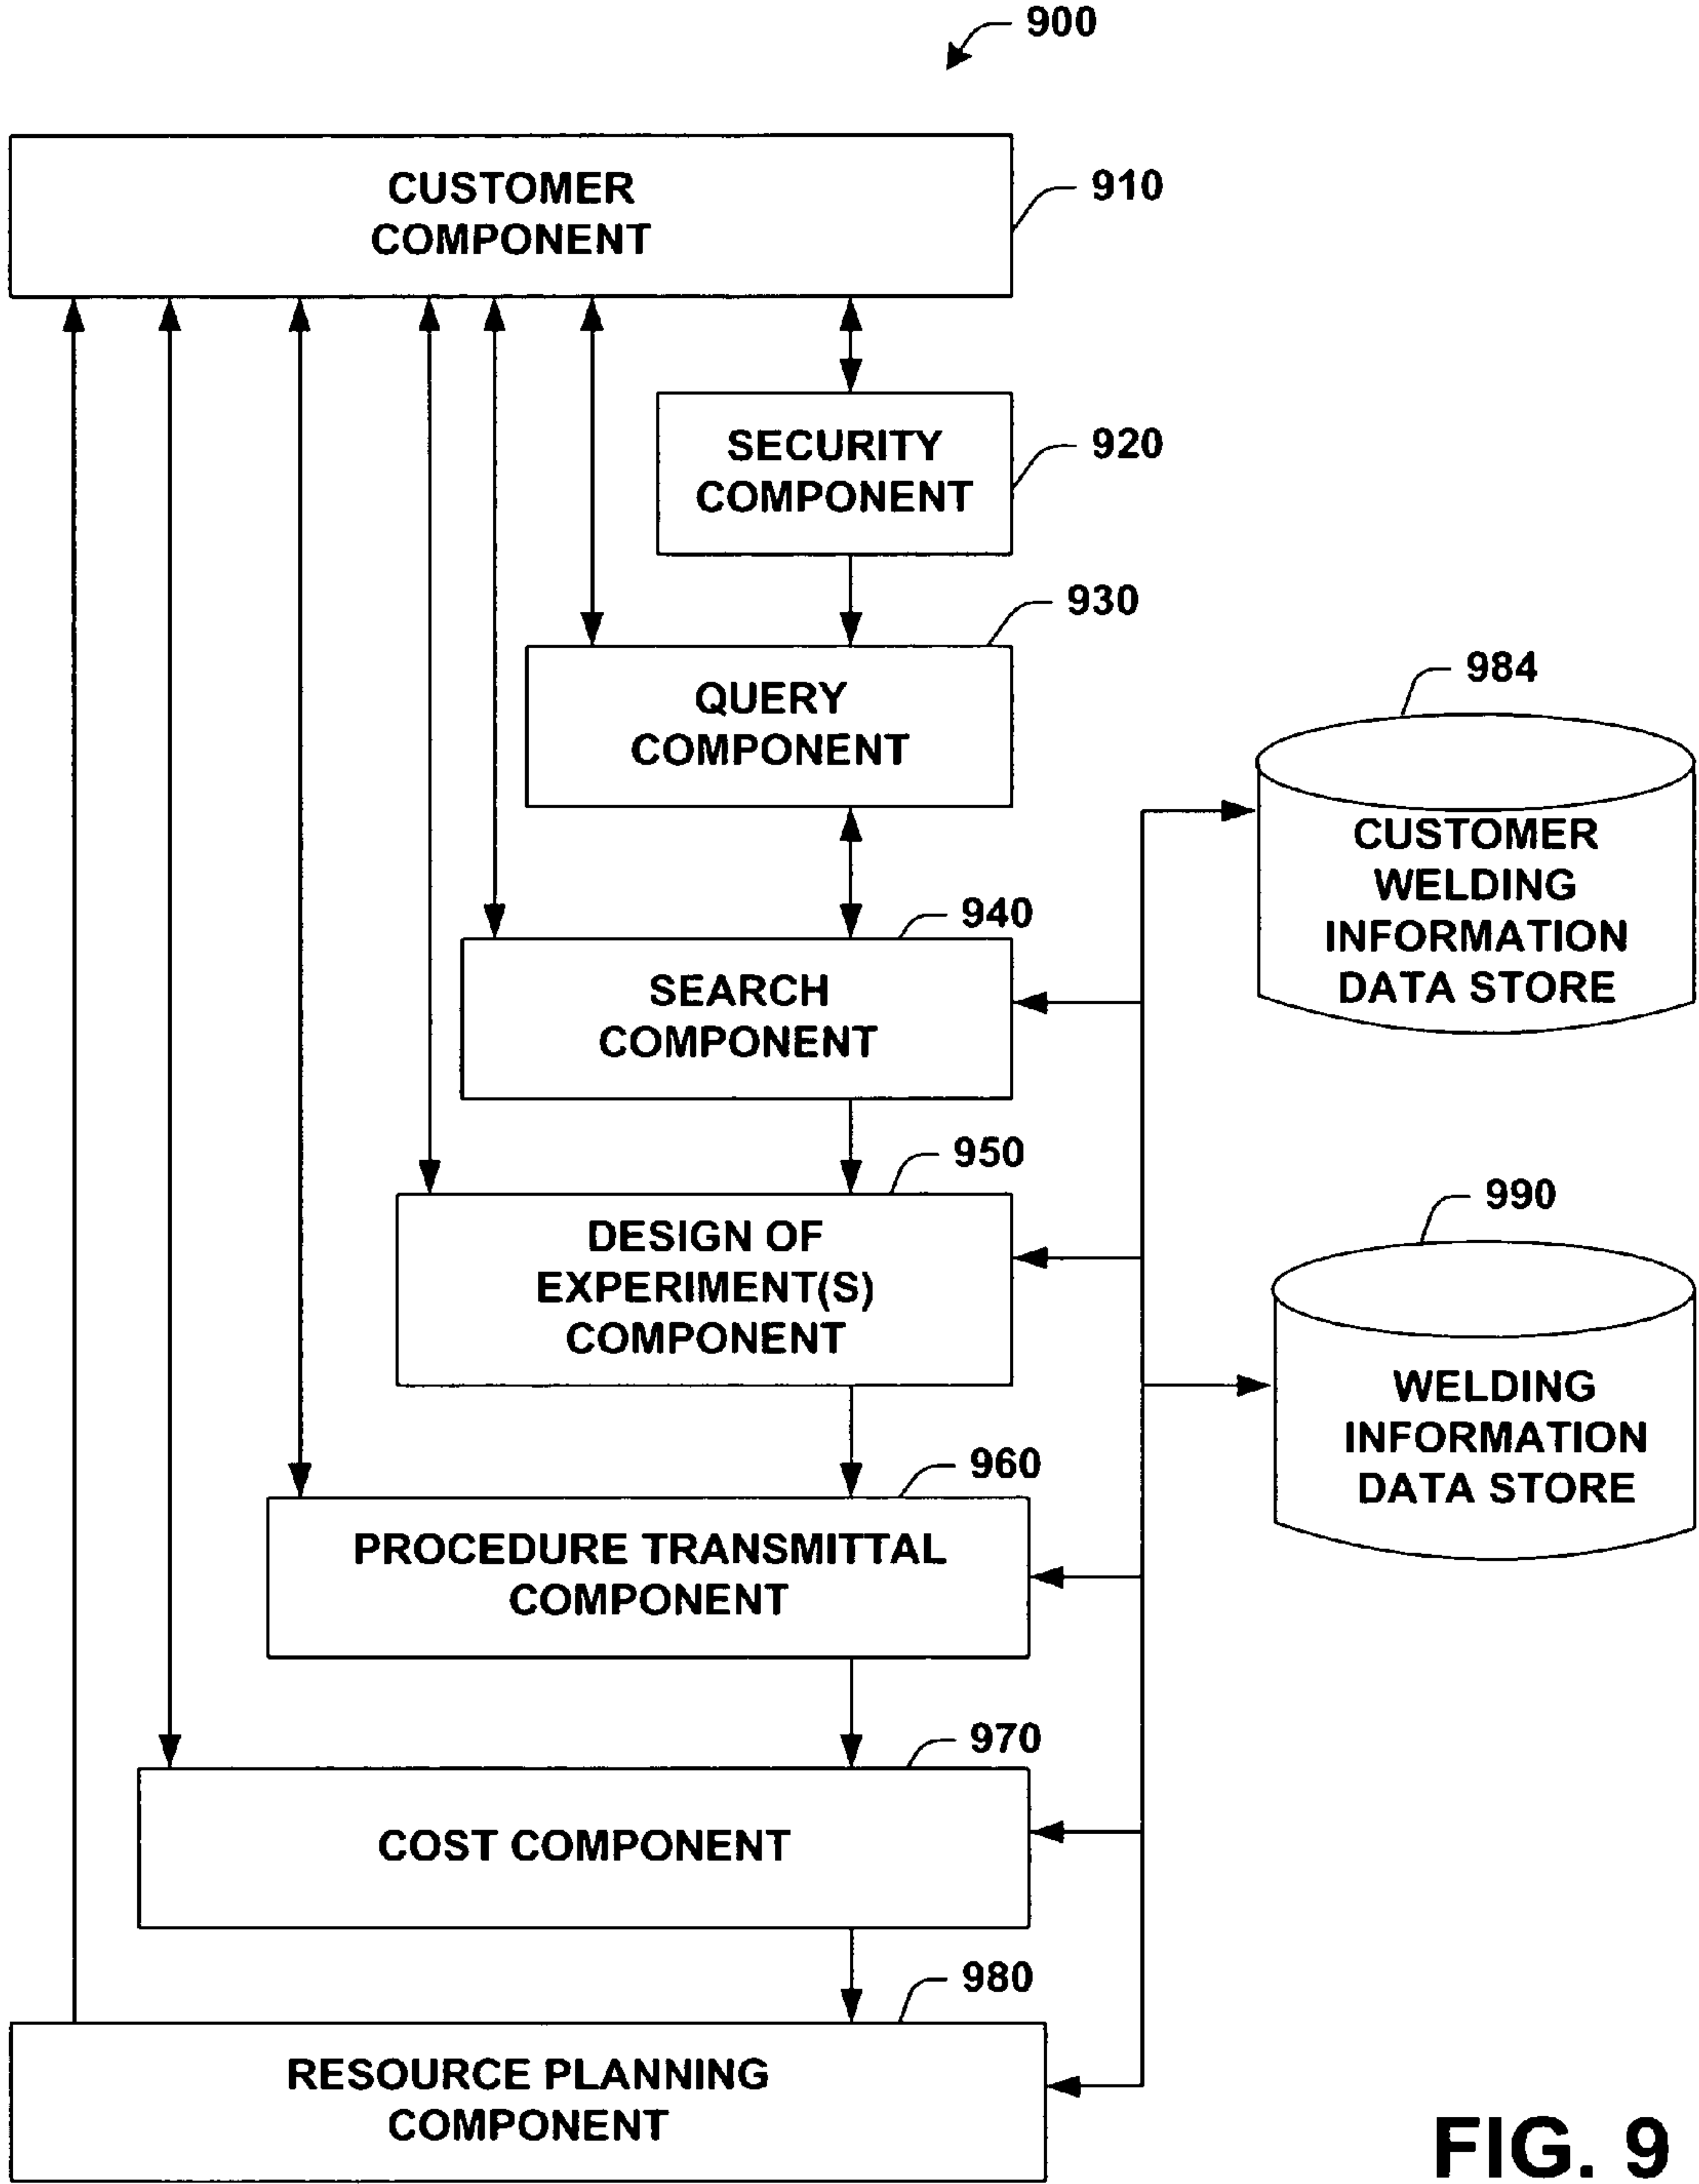 900
CUSTOMER
COMPONENT
910
SECURITY
COMPONENT
920
930
QUERY
COMPONENT
984
CUSTOMER
WELDING
INFORMATION
DATA STORE
940
SEARCH
COMPONENT
950
DESIGN OF
EXPERIMENT(S)
COMPONENT
990
WELDING
INFORMATION
DATA STORE
960
PROCEDURE TRANSMITTAL
COMPONENT
970
COST COMPONENT
980
RESOURCE PLANNING
COMPONENT
FIG. 9